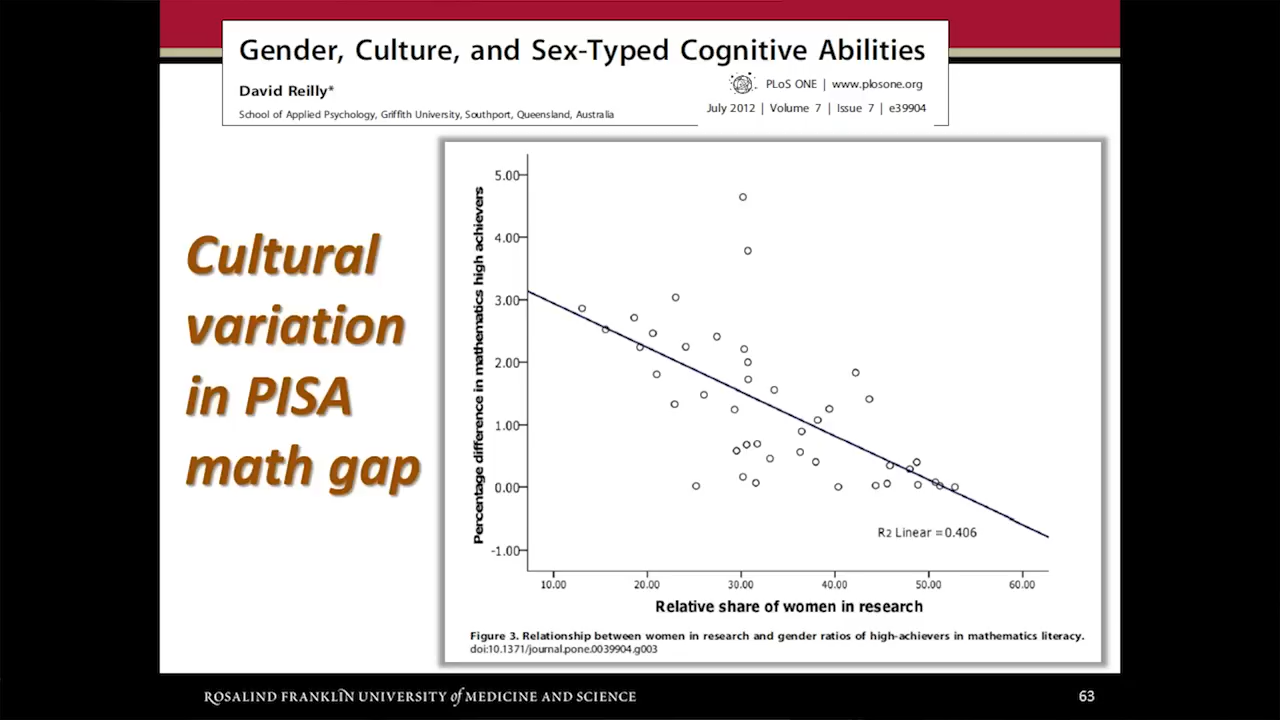 Gender, Culture, and Sex-Typed Cognitive Abilities
David Reilly*
PLoS ONE | www.plosone.org
July 2012 | Volume 7 | Issue 7 | e39904
School of Applied Psychology, Griffith University, Southport, Queensland, Australia
Cultural
variation
in PISA
math gap
Percentage difference in mathematics high achievers
5.00
4.00
3.00
2.00
1.00
0.00
-1.00
R2 Linear = 0.406
10.00 20.00 30.00 40.00 50.00 60.00
Relative share of women in research
Figure 3. Relationship between women in research and gender ratios of high-achievers in mathematics literacy.
doi:10.1371/journal.pone.0039904.g003
ROSALIND FRANKLIN UNIVERSITY of MEDICINE AND SCIENCE
63